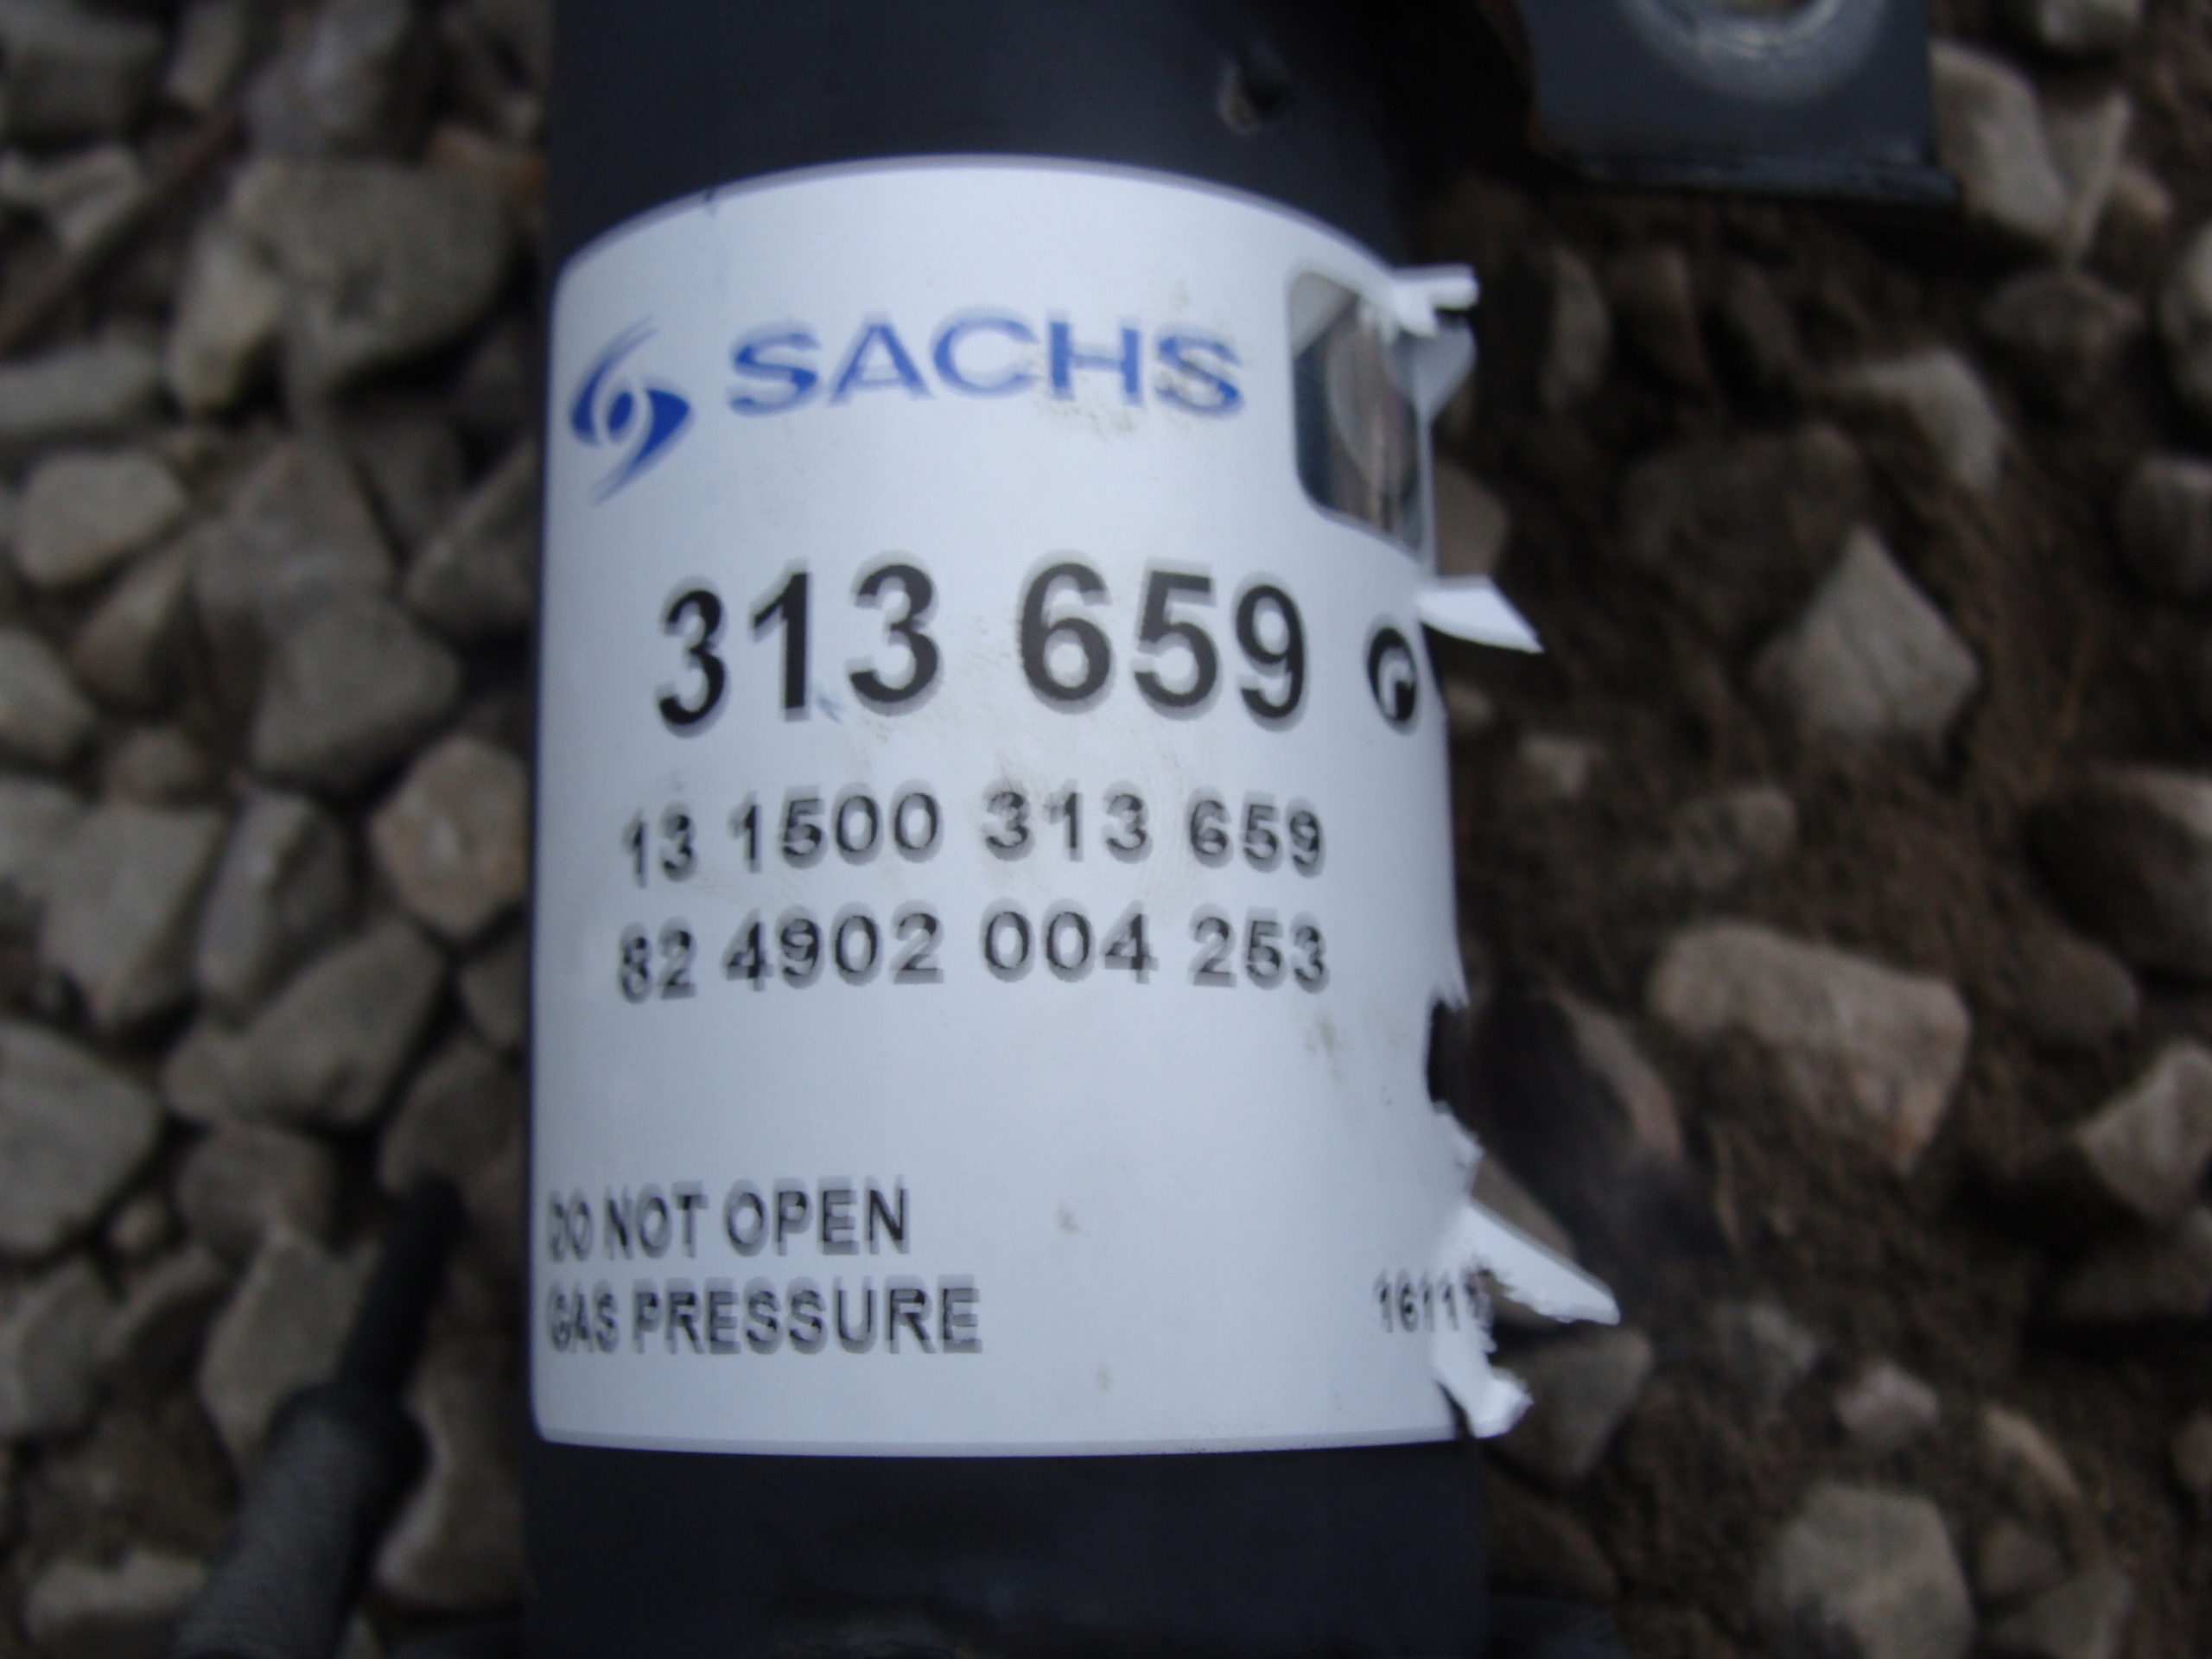 SACHS
313 659
13 1500 313 659
82 4902 004 253
DO NOT OPEN
GAS PRESSURE